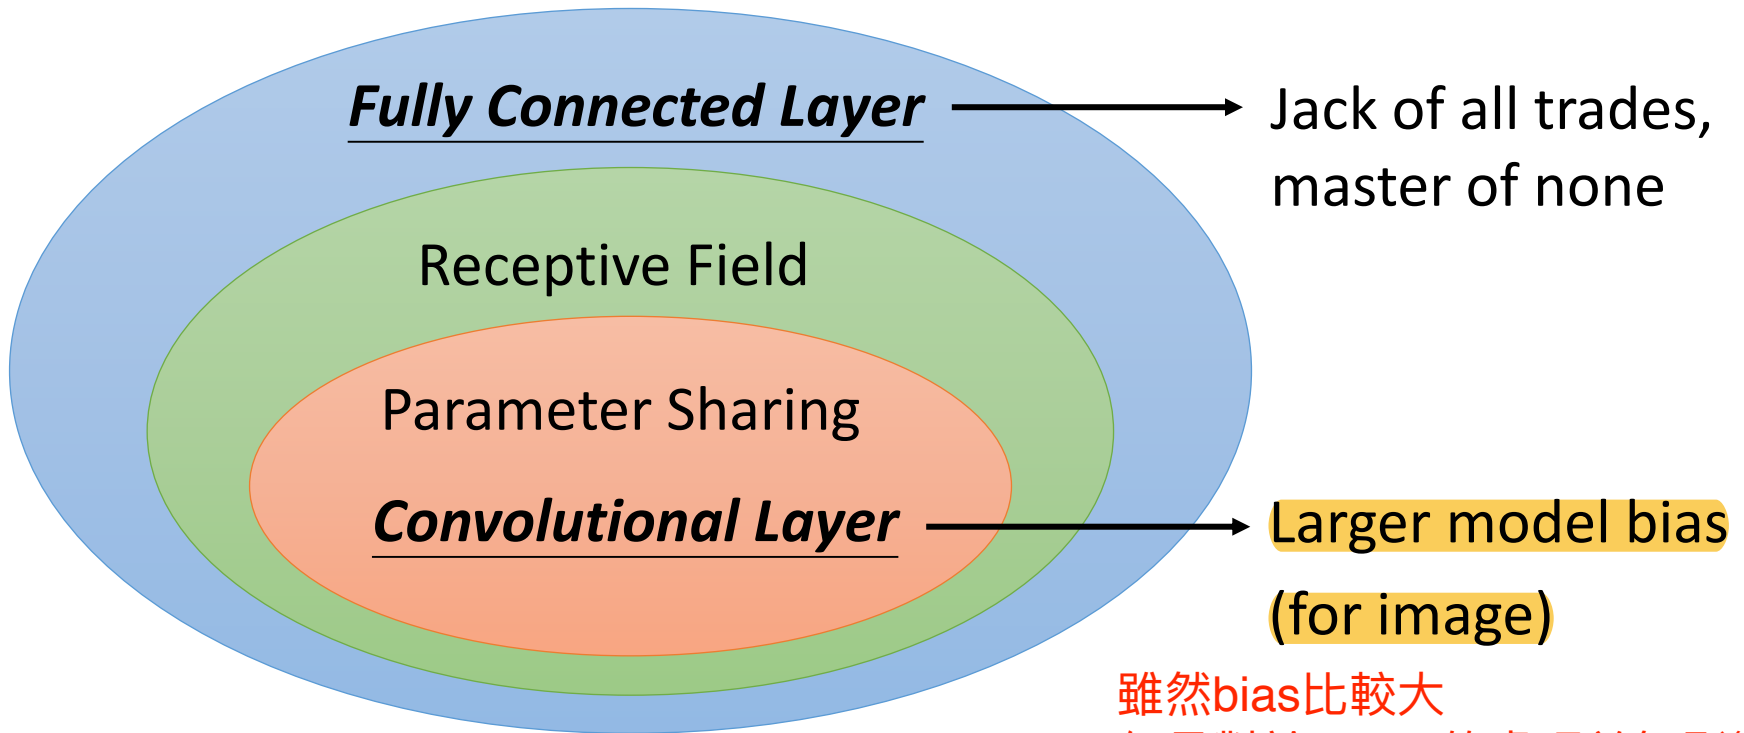 Fully Connected Layer
Jack of all trades,
master of none
Receptive Field
Parameter Sharing
Convolutional Layer
Larger model bias
(for image)
雖然bias比較大